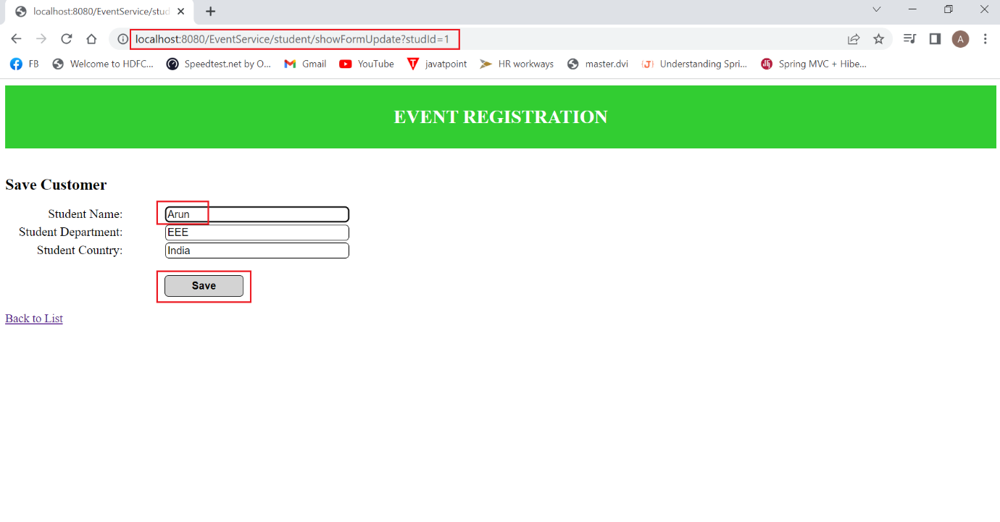 localhost:8080/EventService/stud
localhost:8080/EventService/student/showFormUpdate?studId=1
A
FB Welcome to HDFC... Speedtest.net by O... Gmail YouTube javatpoint HR workways master.dvi Understanding Spri... Spring MVC + Hibe...
EVENT REGISTRATION
Save Customer
Student Name: Arun
Student Department: EEE
Student Country: India
Save
Back to List